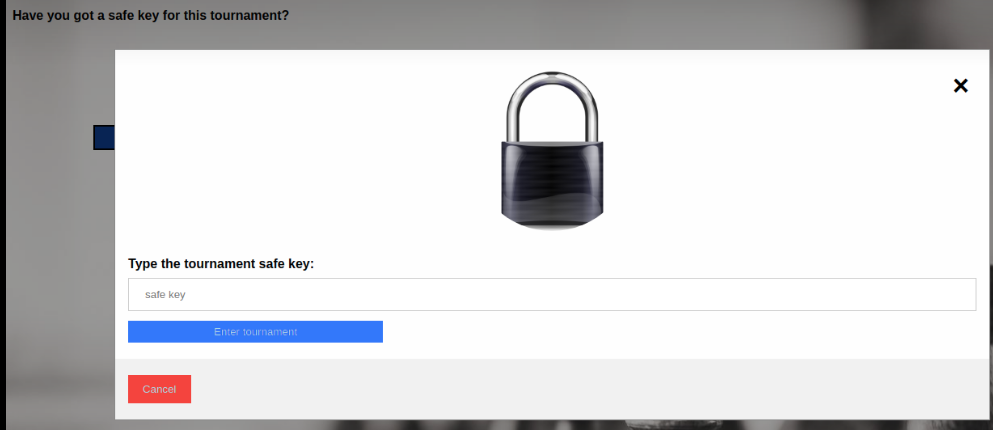 Have you got a safe key for this tournament?
×
Type the tournament safe key:
safe key
Enter tournament
Cancel